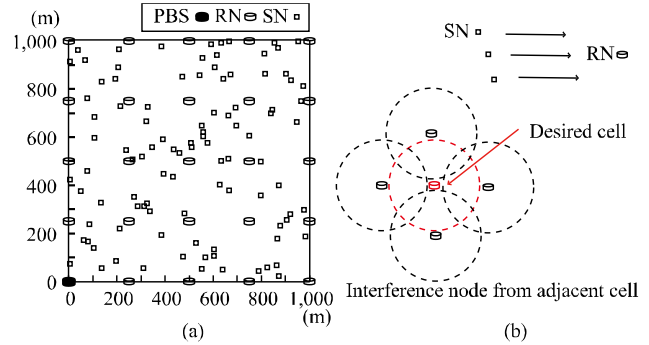 (m)
PBS RN SN
1,000
800
600
400
200
0
0 200 400 600 800 1,000
(m)
(a)
SN
RN
Desired cell
Interference node from adjacent cell
(b)